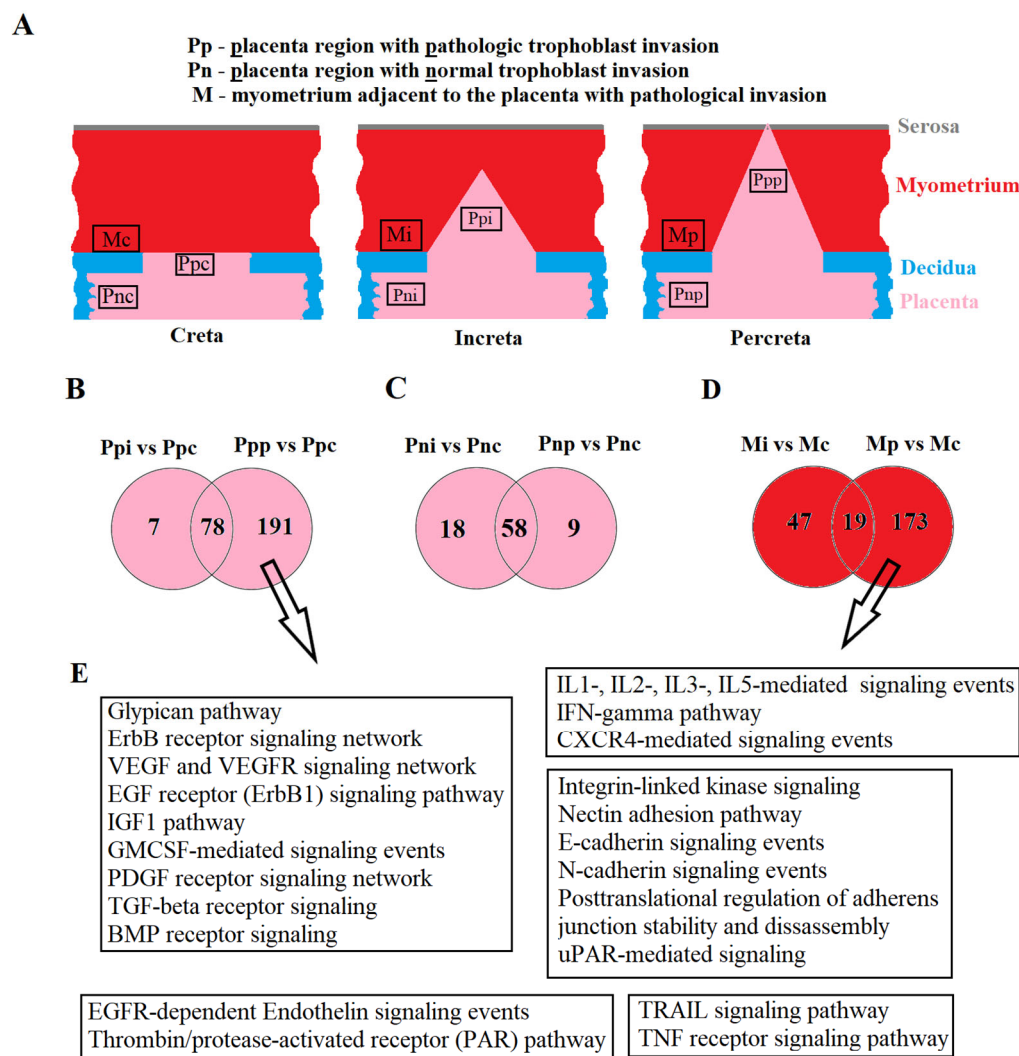 A
Pp - placenta region with pathologic trophoblast invasion
Pn - placenta region with normal trophoblast invasion
M - myometrium adjacent to the placenta with pathological invasion
Serosa
Myometrium
Decidua
Placenta
Mc
Ppc
Pnc
Creta
Mi
Ppi
Pni
Increta
Mp
Ppp
Pnp
Percreta
B
Ppi vs Ppc
Ppp vs Ppc
7
78
191
C
Pni vs Pnc
Pnp vs Pnc
18
58
9
D
Mi vs Mc
Mp vs Mc
47
19
173
E
Glypican pathway
ErbB receptor signaling network
VEGF and VEGFR signaling network
EGF receptor (ErbB1) signaling pathway
IGF1 pathway
GMCSF-mediated signaling events
PDGF receptor signaling network
TGF-beta receptor signaling
BMP receptor signaling
IL1-, IL2-, IL3-, IL5-mediated signaling events
IFN-gamma pathway
CXCR4-mediated signaling events
Integrin-linked kinase signaling
Nectin adhesion pathway
E-cadherin signaling events
N-cadherin signaling events
Posttranslational regulation of adherens
junction stability and dissassembly
uPAR-mediated signaling
EGFR-dependent Endothelin signaling events
Thrombin/protease-activated receptor (PAR) pathway
TRAIL signaling pathway
TNF receptor signaling pathway